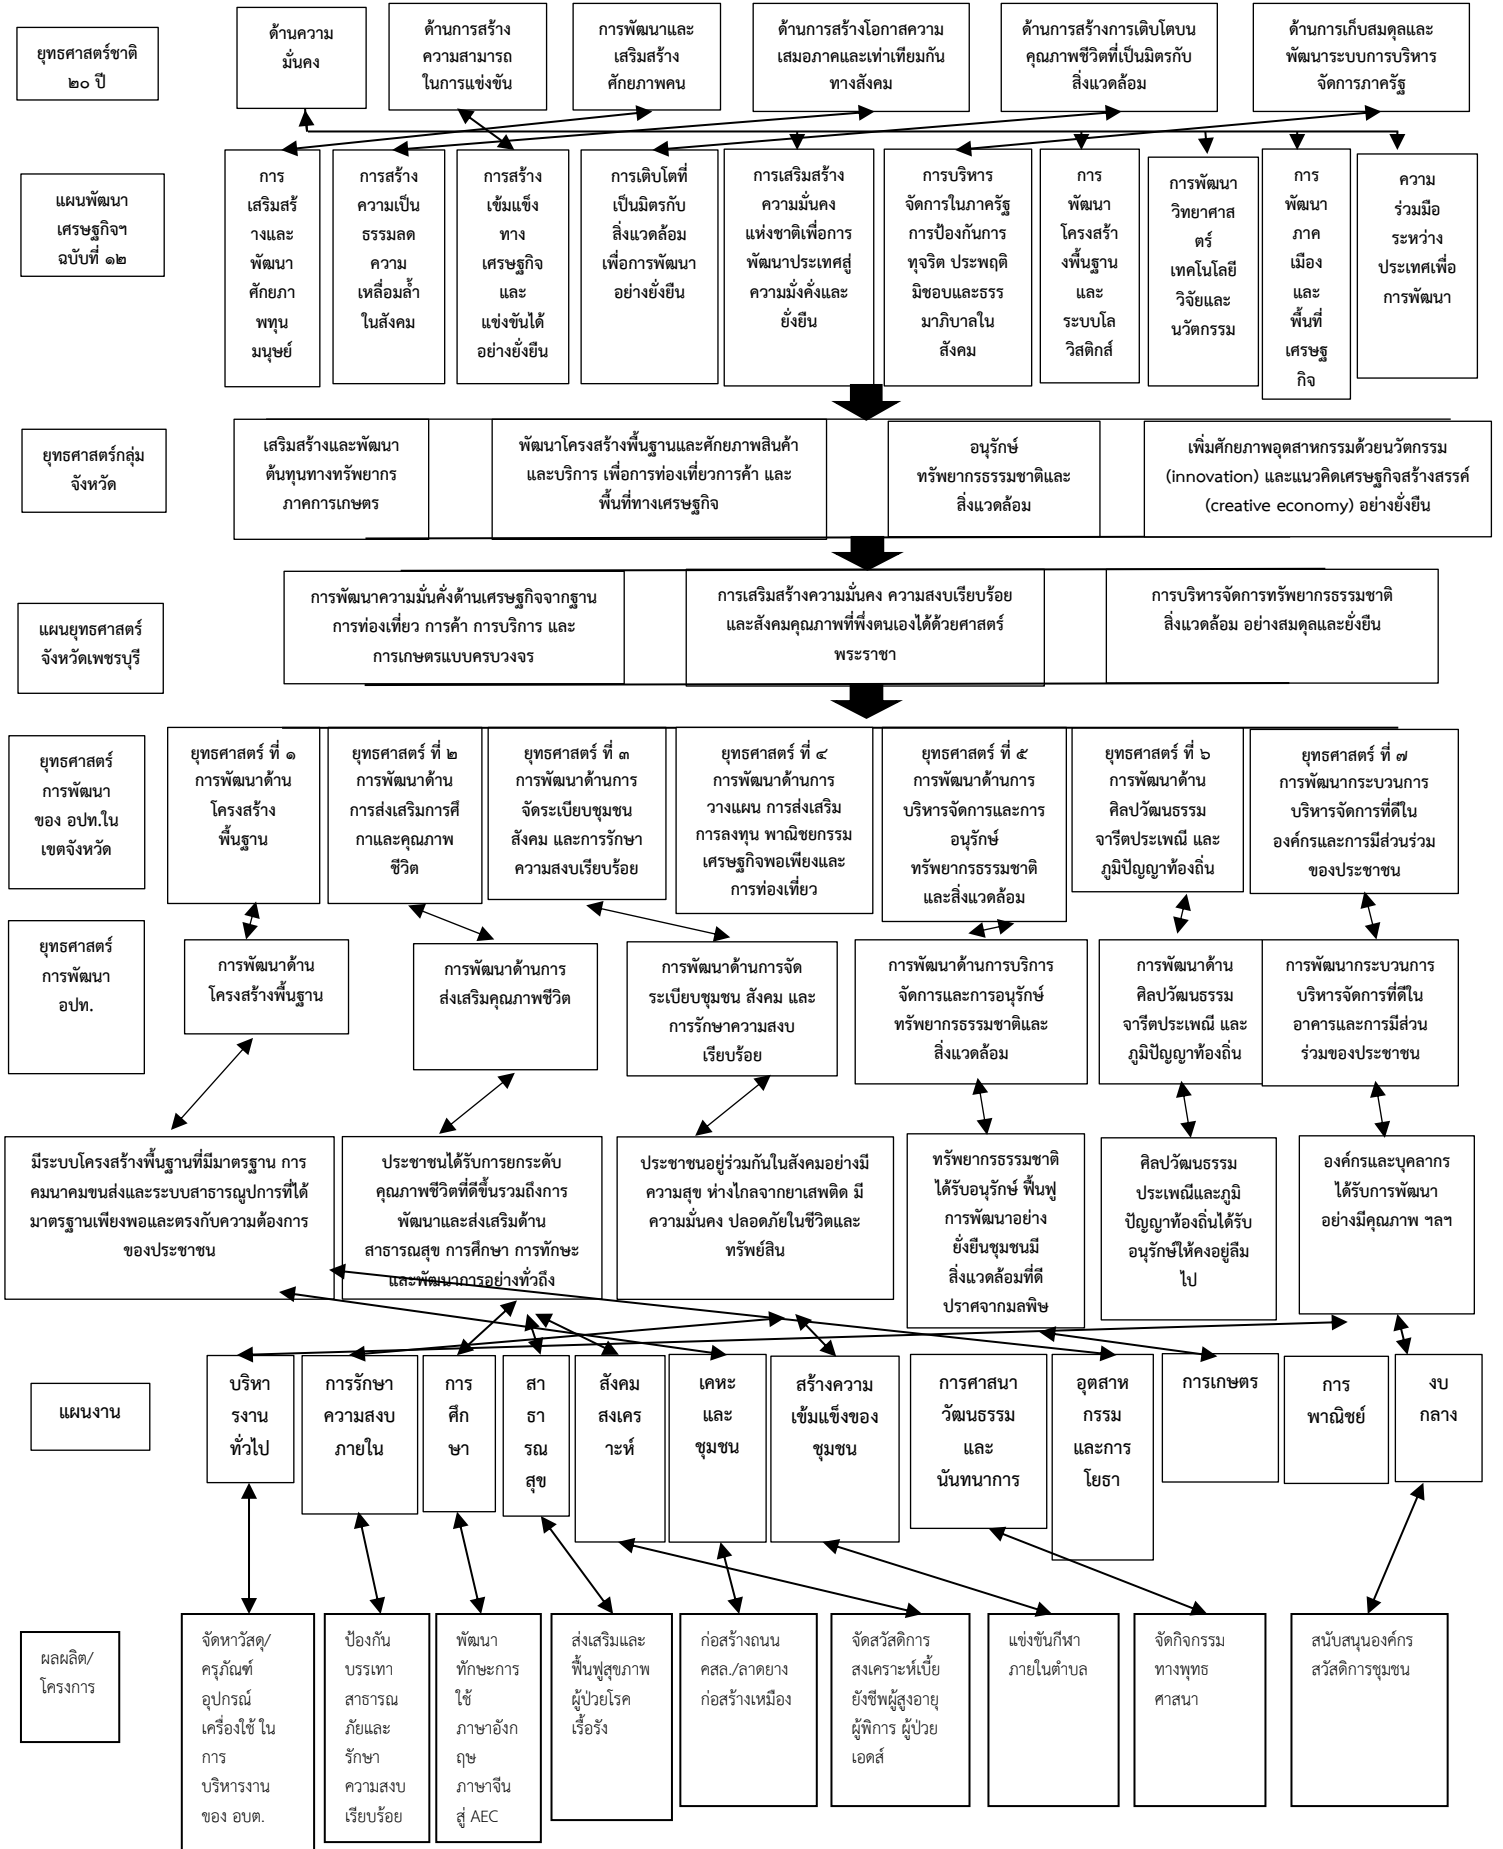 ยุทธศาสตร์ชาติ
๒๐ ปี
ด้านความ
มั่นคง
ด้านการสร้าง
ความสามารถ
ในการแข่งขัน
การพัฒนาและ
เสริมสร้าง
ศักยภาพคน
ด้านการสร้างโอกาสความ
เสมอภาคและเท่าเทียมกัน
ทางสังคม
ด้านการสร้างการเติบโตบน
คุณภาพชีวิตที่เป็นมิตรกับ
สิ่งแวดล้อม
ด้านการเก็บสมดุลและ
พัฒนาระบบการบริหาร
จัดการภาครัฐ
แผนพัฒนา
เศรษฐกิจฯ
ฉบับที่ ๑๒
การ
เสริมสร้
างและ
พัฒนา
ศักยภา
พทุน
มนุษย์
การสร้าง
ความเป็น
ธรรมลด
ความ
เหลื่อมล้ำ
ในสังคม
การสร้าง
เข้มแข็ง
ทาง
เศรษฐกิจ
และ
แข่งขันได้
อย่างยั่งยืน
การเติบโตที่
เป็นมิตรกับ
สิ่งแวดล้อม
เพื่อการพัฒนา
อย่างยั่งยืน
การเสริมสร้าง
ความมั่นคง
แห่งชาติเพื่อการ
พัฒนาประเทศสู่
ความมั่งคั่งและ
ยั่งยืน
การบริหาร
จัดการในภาครัฐ
การป้องกันการ
ทุจริต ประพฤติ
มิชอบและธรร
มาภิบาลใน
สังคม
การ
พัฒนา
โครงสร้า
งพื้นฐาน
และ
ระบบโล
วิสติกส์
การพัฒนา
วิทยาศาส
ตร์
เทคโนโลยี
วิจัยและ
นวัตกรรม
การ
พัฒนา
ภาค
เมือง
และ
พื้นที่
เศรษฐ
กิจ
ความ
ร่วมมือ
ระหว่าง
ประเทศเพื่อ
การพัฒนา
ยุทธศาสตร์กลุ่ม
จังหวัด
เสริมสร้างและพัฒนา
ต้นทุนทางทรัพยากร
ภาคการเกษตร
พัฒนาโครงสร้างพื้นฐานและศักยภาพสินค้า
และบริการ เพื่อการท่องเที่ยวการค้า และ
พื้นที่ทางเศรษฐกิจ
อนุรักษ์
ทรัพยากรธรรมชาติและ
สิ่งแวดล้อม
เพิ่มศักยภาพอุตสาหกรรมด้วยนวัตกรรม
(innovation) และแนวคิดเศรษฐกิจสร้างสรรค์
(creative economy) อย่างยั่งยืน
แผนยุทธศาสตร์
จังหวัดเพชรบุรี
การพัฒนาความมั่นคั่งด้านเศรษฐกิจจากฐาน
การท่องเที่ยว การค้า การบริการ และ
การเกษตรแบบครบวงจร
การเสริมสร้างความมั่นคง ความสงบเรียบร้อย
และสังคมคุณภาพที่พึ่งตนเองได้ด้วยศาสตร์
พระราชา
การบริหารจัดการทรัพยากรธรรมชาติ
สิ่งแวดล้อม อย่างสมดุลและยั่งยืน
ยุทธศาสตร์
การพัฒนา
ของ อปท.ใน
เขตจังหวัด
ยุทธศาสตร์ ที่ ๑
การพัฒนาด้าน
โครงสร้าง
พื้นฐาน
ยุทธศาสตร์ ที่ ๒
การพัฒนาด้าน
การส่งเสริมการศึ
กาและคุณภาพ
ชีวิต
ยุทธศาสตร์ ที่ ๓
การพัฒนาด้านการ
จัดระเบียบชุมชน
สังคม และการรักษา
ความสงบเรียบร้อย
ยุทธศาสตร์ ที่ ๔
การพัฒนาด้านการ
วางแผน การส่งเสริม
การลงทุน พาณิชยกรรม
เศรษฐกิจพอเพียงและ
การท่องเที่ยว
ยุทธศาสตร์ ที่ ๕
การพัฒนาด้านการ
บริหารจัดการและการ
อนุรักษ์
ทรัพยากรธรรมชาติ
และสิ่งแวดล้อม
ยุทธศาสตร์ ที่ ๖
การพัฒนาด้าน
ศิลปวัฒนธรรม
จารีตประเพณี และ
ภูมิปัญญาท้องถิ่น
ยุทธศาสตร์ ที่ ๗
การพัฒนากระบวนการ
บริหารจัดการที่ดีใน
องค์กรและการมีส่วนร่วม
ของประชาชน
ยุทธศาสตร์
การพัฒนา
อปท.
การพัฒนาด้าน
โครงสร้างพื้นฐาน
การพัฒนาด้านการ
ส่งเสริมคุณภาพชีวิต
การพัฒนาด้านการจัด
ระเบียบชุมชน สังคม และ
การรักษาความสงบ
เรียบร้อย
การพัฒนาด้านการบริการ
จัดการและการอนุรักษ์
ทรัพยากรธรรมชาติและ
สิ่งแวดล้อม
การพัฒนาด้าน
ศิลปวัฒนธรรม
จารีตประเพณี และ
ภูมิปัญญาท้องถิ่น
การพัฒนากระบวนการ
บริหารจัดการที่ดีใน
อาคารและการมีส่วน
ร่วมของประชาชน
มีระบบโครงสร้างพื้นฐานที่มีมาตรฐาน การ
คมนาคมขนส่งและระบบสาธารณูปการที่ได้
มาตรฐานเพียงพอและตรงกับความต้องการ
ของประชาชน
ประชาชนได้รับการยกระดับ
คุณภาพชีวิตที่ดีขึ้นรวมถึงการ
พัฒนาและส่งเสริมด้าน
สาธารณสุข การศึกษา การทักษะ
และพัฒนาการอย่างทั่วถึง
ประชาชนอยู่ร่วมกันในสังคมอย่างมี
ความสุข ห่างไกลจากยาเสพติด มี
ความมั่นคง ปลอดภัยในชีวิตและ
ทรัพย์สิน
ทรัพยากรธรรมชาติ
ได้รับอนุรักษ์ ฟื้นฟู
การพัฒนาอย่าง
ยั่งยืนชุมชนมี
สิ่งแวดล้อมที่ดี
ปราศจากมลพิษ
ศิลปวัฒนธรรม
ประเพณีและภูมิ
ปัญญาท้องถิ่นได้รับ
อนุรักษ์ให้คงอยู่ลืม
ไป
องค์กรและบุคลากร
ได้รับการพัฒนา
อย่างมีคุณภาพ ฯลฯ
แผนงาน
บริหา
รงาน
ทั่วไป
การรักษา
ความสงบ
ภายใน
การ
ศึก
ษา
สา
ธา
รณ
สุข
สังคม
สงเคร
าะห์
เคหะ
และ
ชุมชน
สร้างความ
เข้มแข็งของ
ชุมชน
การศาสนา
วัฒนธรรม
และ
นันทนาการ
อุตสาห
กรรม
และการ
โยธา
การเกษตร
การ
พาณิชย์
งบ
กลาง
ผลผลิต/
โครงการ
จัดหาวัสดุ/
ครุภัณฑ์
อุปกรณ์
เครื่องใช้ ใน
การ
บริหารงาน
ของ อบต.
ป้องกัน
บรรเทา
สาธารณ
ภัยและ
รักษา
ความสงบ
เรียบร้อย
พัฒนา
ทักษะการ
ใช้
ภาษาอังก
ฤษ
ภาษาจีน
สู่ AEC
ส่งเสริมและ
ฟื้นฟูสุขภาพ
ผู้ป่วยโรค
เรื้อรัง
ก่อสร้างถนน
คสล./ลาดยาง
ก่อสร้างเหมือง
จัดสวัสดิการ
สงเคราะห์เบี้ย
ยังชีพผู้สูงอายุ
ผู้พิการ ผู้ป่วย
เอดส์
แข่งขันกีฬา
ภายในตำบล
จัดกิจกรรม
ทางพุทธ
ศาสนา
สนับสนุนองค์กร
สวัสดิการชุมชน